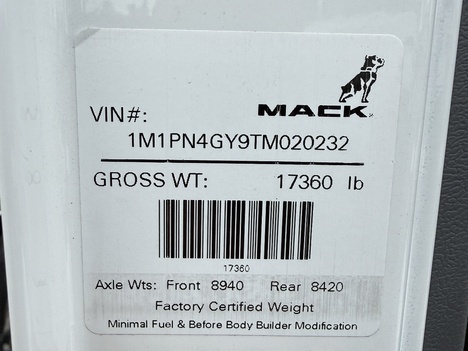 MACK
VIN#:
1M1PN4GY9TM020232
GROSS WT: 17360 lb
17360
Axle Wts: Front 8940 Rear 8420
Factory Certified Weight
Minimal Fuel & Before Body Builder Modification